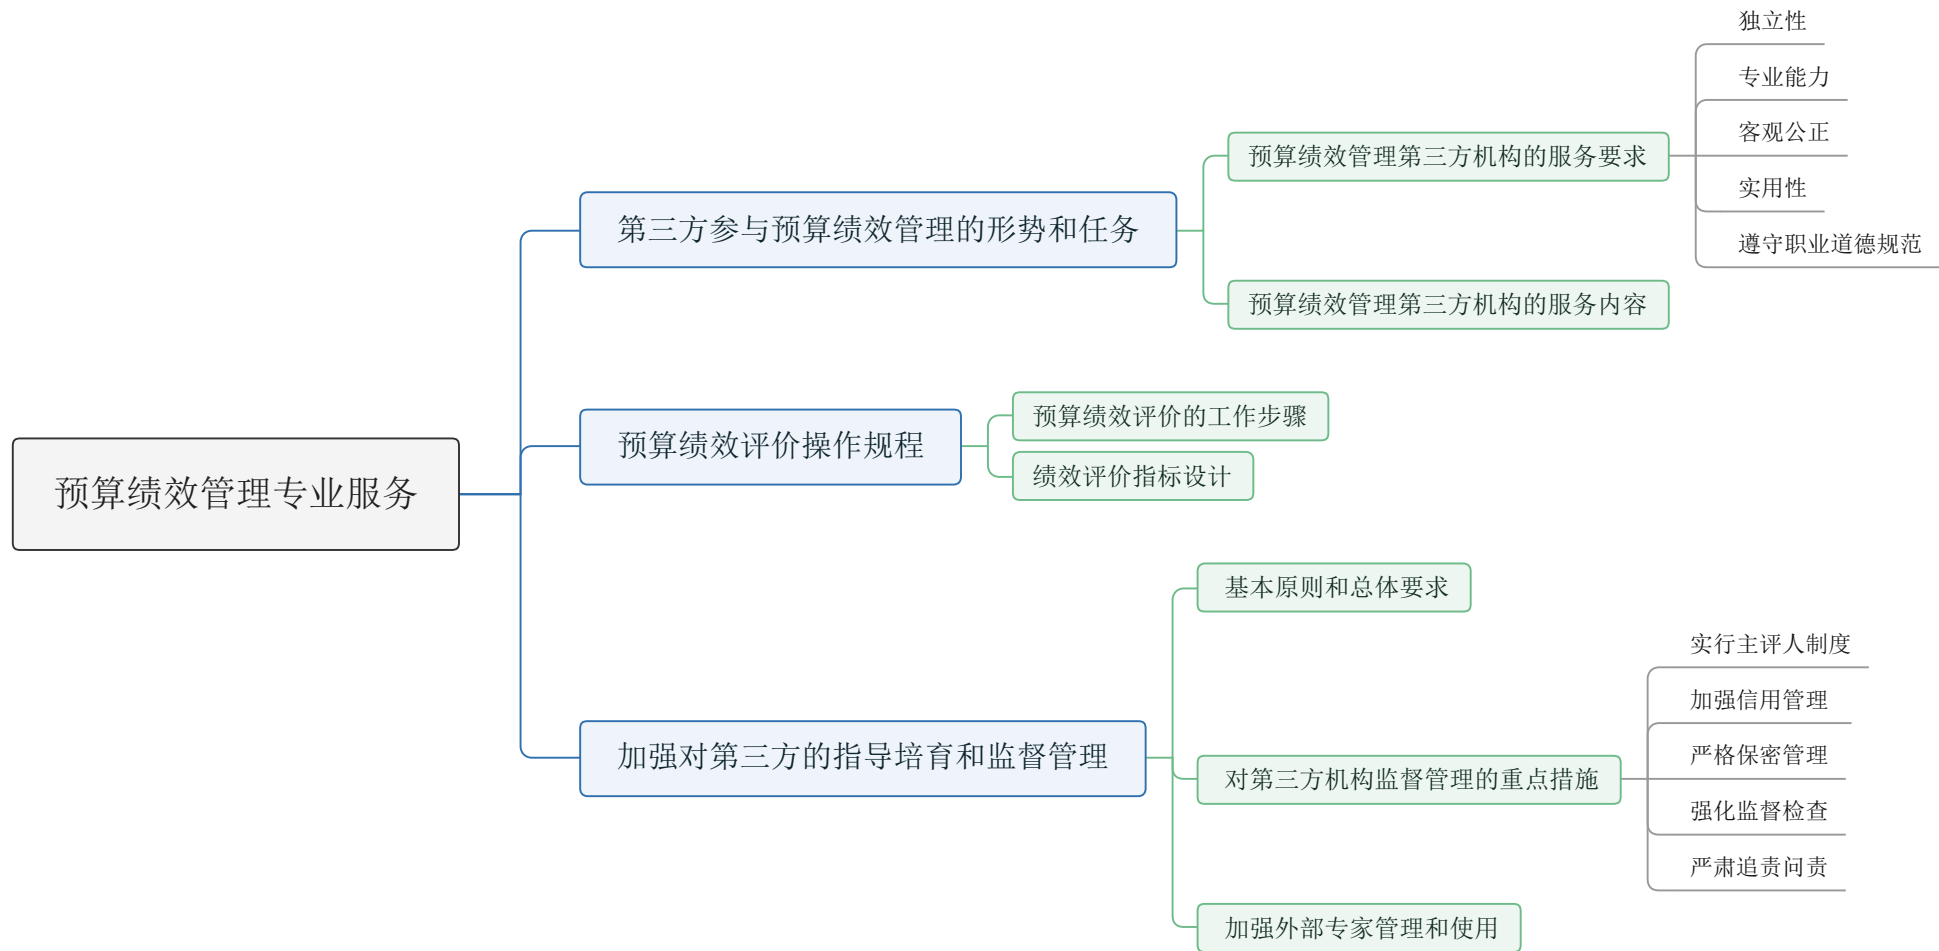 预算绩效管理专业服务
第三方参与预算绩效管理的形势和任务
预算绩效管理第三方机构的服务要求
独立性
专业能力
客观公正
实用性
遵守职业道德规范
预算绩效管理第三方机构的服务内容
预算绩效评价操作规程
预算绩效评价的工作步骤
绩效评价指标设计
加强对第三方的指导培育和监督管理
基本原则和总体要求
对第三方机构监督管理的重点措施
实行主评人制度
加强信用管理
严格保密管理
强化监督检查
严肃追责问责
加强外部专家管理和使用